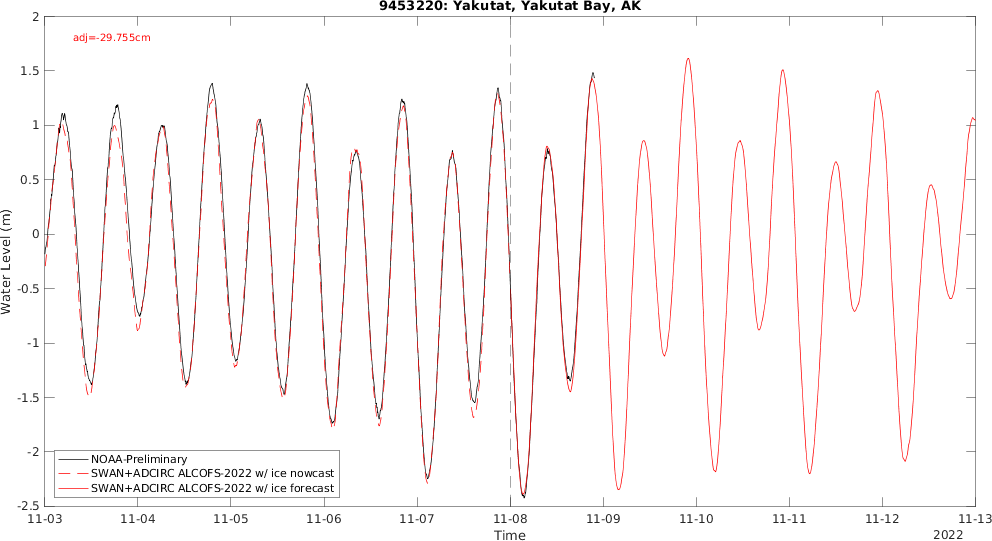 9453220: Yakutat, Yakutat Bay, AK
adj=-29.755cm
2
1.5
1
0.5
0
-0.5
-1
-1.5
-2
-2.5
Water Level (m)
NOAA-Preliminary
SWAN+ADCIRC ALCOFS-2022 w/ ice nowcast
SWAN+ADCIRC ALCOFS-2022 w/ ice forecast
11-03 11-04 11-05 11-06 11-07 11-08 11-09 11-10 11-11 11-12 11-13
Time
2022